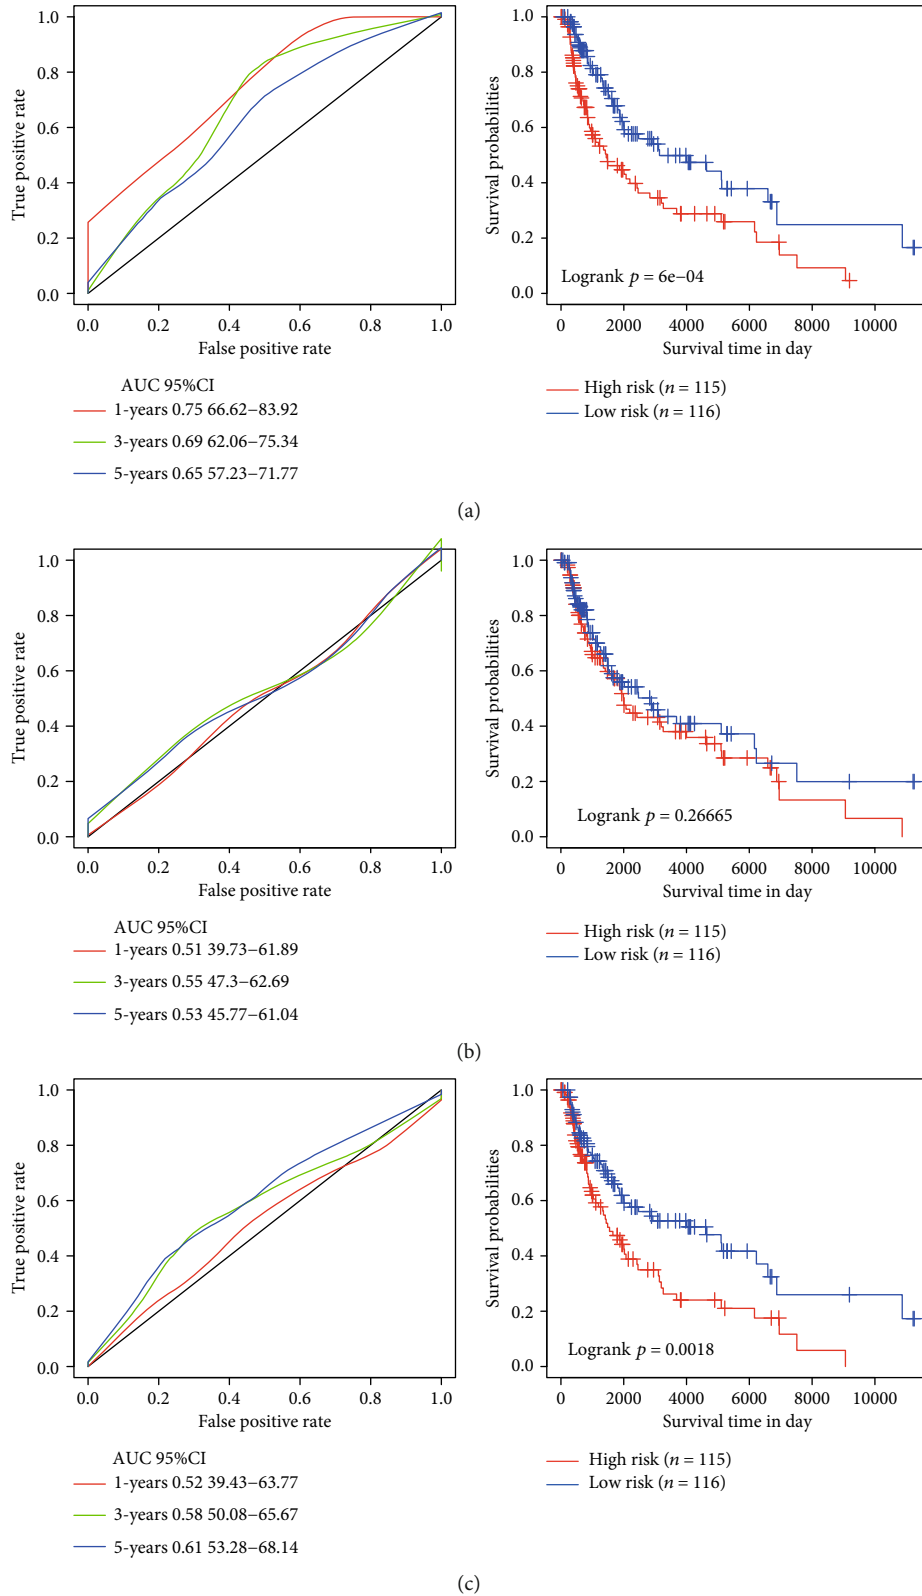 1.0
0.8
0.6
0.4
0.2
0.0
True positive rate
0.0 0.2 0.4 0.6 0.8 1.0
False positive rate
AUC 95%CI
1-years 0.75 66.62−83.92
3-years 0.69 62.06−75.34
5-years 0.65 57.23−71.77
1.0
0.8
0.6
0.4
0.2
0.0
Survival probabilities
Logrank p = 6e−04
0 2000 4000 6000 8000 10000
Survival time in day
High risk (n = 115)
Low risk (n = 116)
(a)
1.0
0.8
0.6
0.4
0.2
0.0
True positive rate
0.0 0.2 0.4 0.6 0.8 1.0
False positive rate
AUC 95%CI
1-years 0.51 39.73−61.89
3-years 0.55 47.3−62.69
5-years 0.53 45.77−61.04
1.0
0.8
0.6
0.4
0.2
0.0
Survival probabilities
Logrank p = 0.26665
0 2000 4000 6000 8000 10000
Survival time in day
High risk (n = 115)
Low risk (n = 116)
(b)
1.0
0.8
0.6
0.4
0.2
0.0
True positive rate
0.0 0.2 0.4 0.6 0.8 1.0
False positive rate
AUC 95%CI
1-years 0.52 39.43−63.77
3-years 0.58 50.08−65.67
5-years 0.61 53.28−68.14
1.0
0.8
0.6
0.4
0.2
0.0
Survival probabilities
Logrank p = 0.0018
0 2000 4000 6000 8000 10000
Survival time in day
High risk (n = 115)
Low risk (n = 116)
(c)